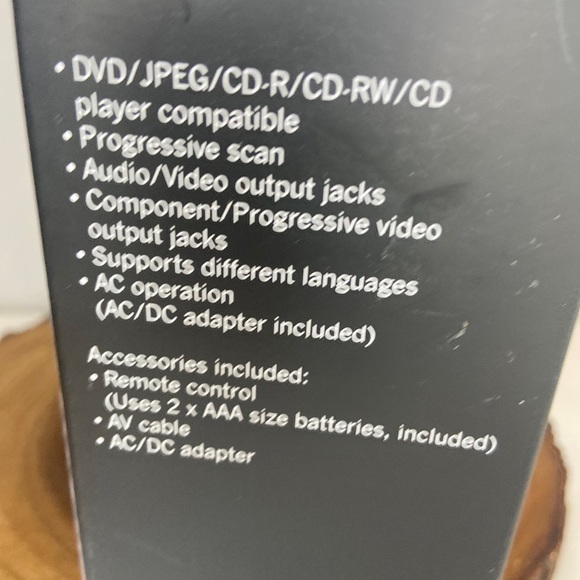 • DVD/JPEG/CD-R/CD-RW/CD
player compatible
• Progressive scan
• Audio/Video output jacks
• Component/Progressive video
output jacks
• Supports different languages
• AC operation
(AC/DC adapter included)
Accessories included:
• Remote control
(Uses 2 x AAA size batteries, included)
• AV cable
• AC/DC adapter